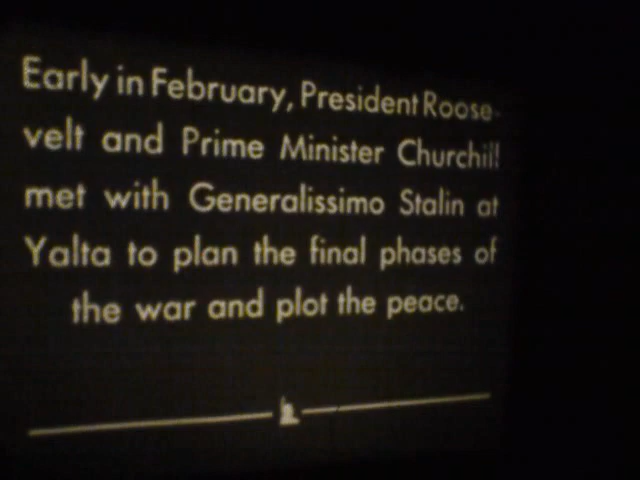 Early in February, President Roose-
velt and Prime Minister Churchill
met with Generalissimo Stalin at
Yalta to plan the final phases of
the war and plot the peace.